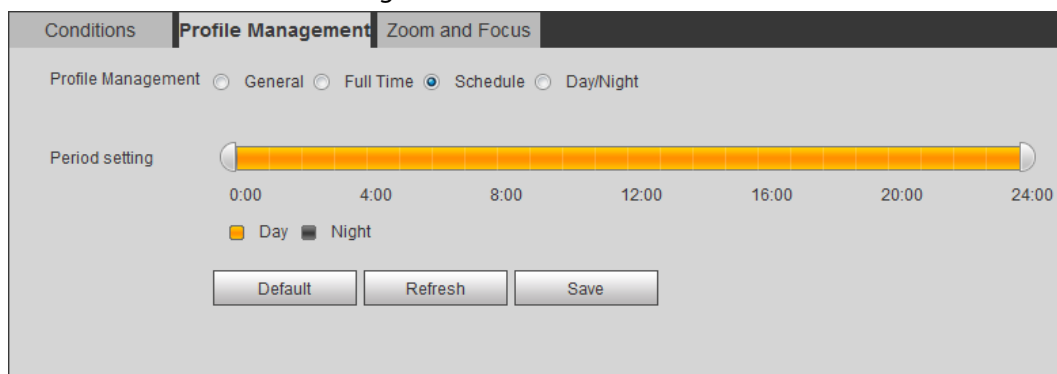 Conditions Profile Management Zoom and Focus
Profile Management General Full Time Schedule Day/Night
Period setting
0:00 4:00 8:00 12:00 16:00 20:00 24:00
Day Night
Default Refresh Save